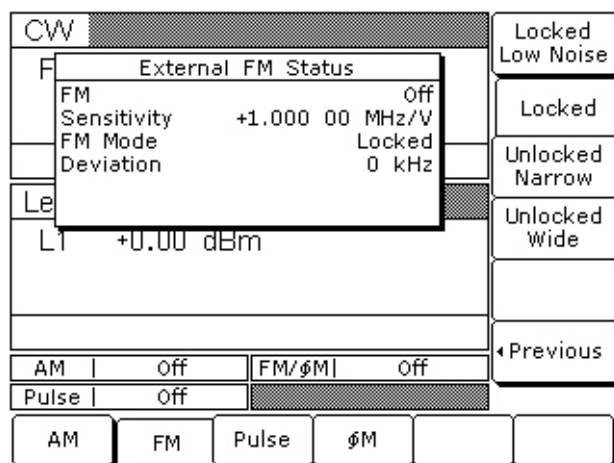 CW
F
External FM Status
FM Off
Sensitivity +1.000 00 MHz/V
FM Mode Locked
Deviation 0 kHz
Le
L1 +0.00 dBm
AM | Off
FM/ϕM| Off
Pulse | Off
Locked
Low Noise
Locked
Unlocked
Narrow
Unlocked
Wide
◂Previous
AM
FM
Pulse
ϕM